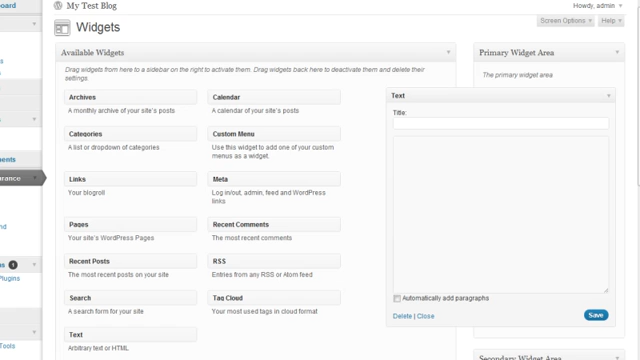 My Test Blog
Howdy, admin
Screen Options
Help
Widgets
Available Widgets
Drag widgets from here to a sidebar on the right to activate them. Drag widgets back here to deactivate them and delete their
settings.
Archives
A monthly archive of your site's posts
Calendar
A calendar of your site's posts
Categories
A list or dropdown of categories
Custom Menu
Use this widget to add one of your custom
menus as a widget.
Links
Your blogroll
Meta
Log in/out, admin, feed and WordPress
links
Pages
Your site's WordPress Pages
Recent Comments
The most recent comments
Recent Posts
The most recent posts on your site
RSS
Entries from any RSS or Atom feed
Search
A search form for your site
Tag Cloud
Your most used tags in cloud format
Text
Arbitrary text or HTML
Primary Widget Area
The primary widget area
Text
Title:
Automatically add paragraphs
Delete | Close
Save
Secondary Widget Area
board
s
ments
arance
nd
ns 1
Plugins
Tools